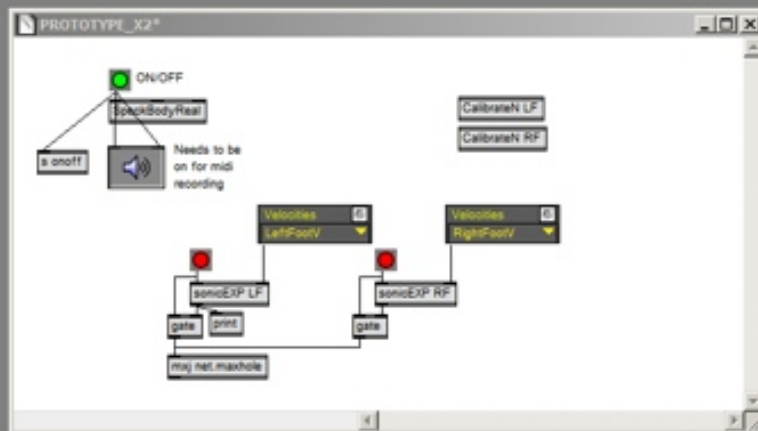 PROTOTYPE_X2*
ON/OFF
SpeckBodyReal
CalibrateN LF
CalibrateN RF
s onoff
Needs to be
on for midi
recording
Velocities
LeftFootV
Velocities
RightFootV
sonicEXP LF
sonicEXP RF
gate
print
gate
mxj net.maxhole